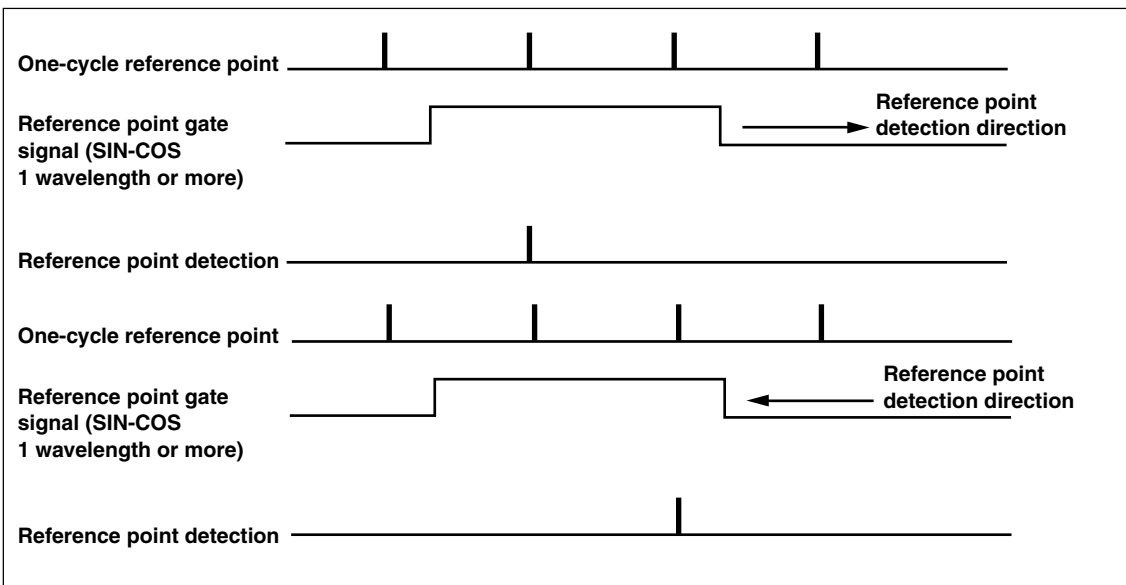 One-cycle reference point
Reference point gate
signal (SIN-COS
1 wavelength or more)
Reference point
detection direction
Reference point detection
One-cycle reference point
Reference point gate
signal (SIN-COS
1 wavelength or more)
Reference point
detection direction
Reference point detection